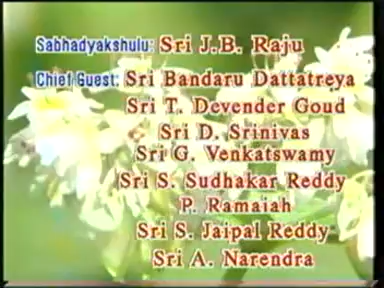 Sabhadyakshulu: Sri J.B. Raju
Chief Guest: Sri Bandaru Dattatreya
Sri T. Devender Goud
Sri D. Srinivas
Sri G. Venkatswamy
Sri S. Sudhakar Reddy
P. Ramaiah
Sri S. Jaipal Reddy
Sri A. Narendra